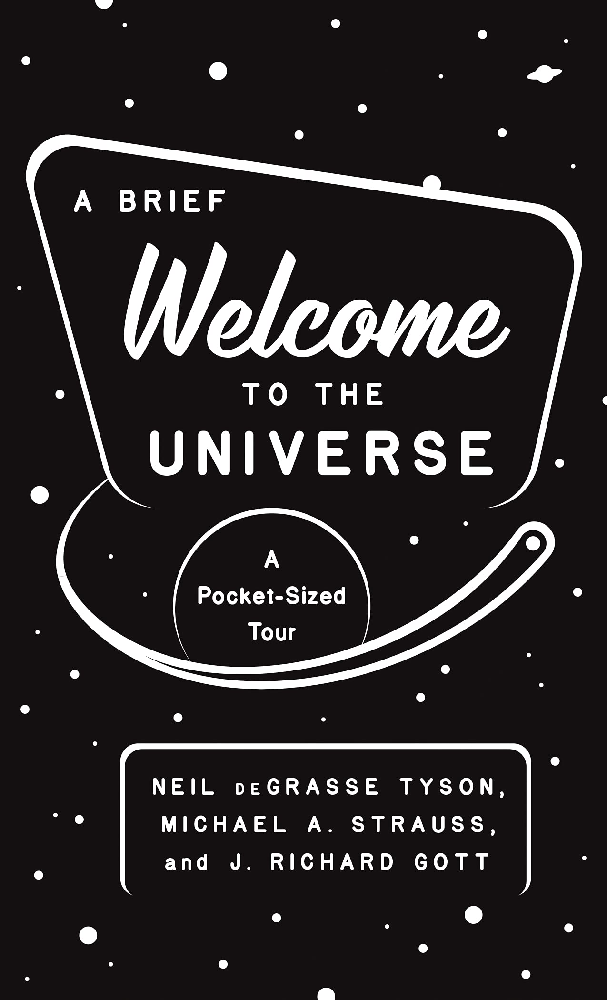 A BRIEF
Welcome
TO THE
UNIVERSE
A
Pocket-Sized
Tour
NEIL DEGRASSE TYSON,
MICHAEL A. STRAUSS,
and J. RICHARD GOTT